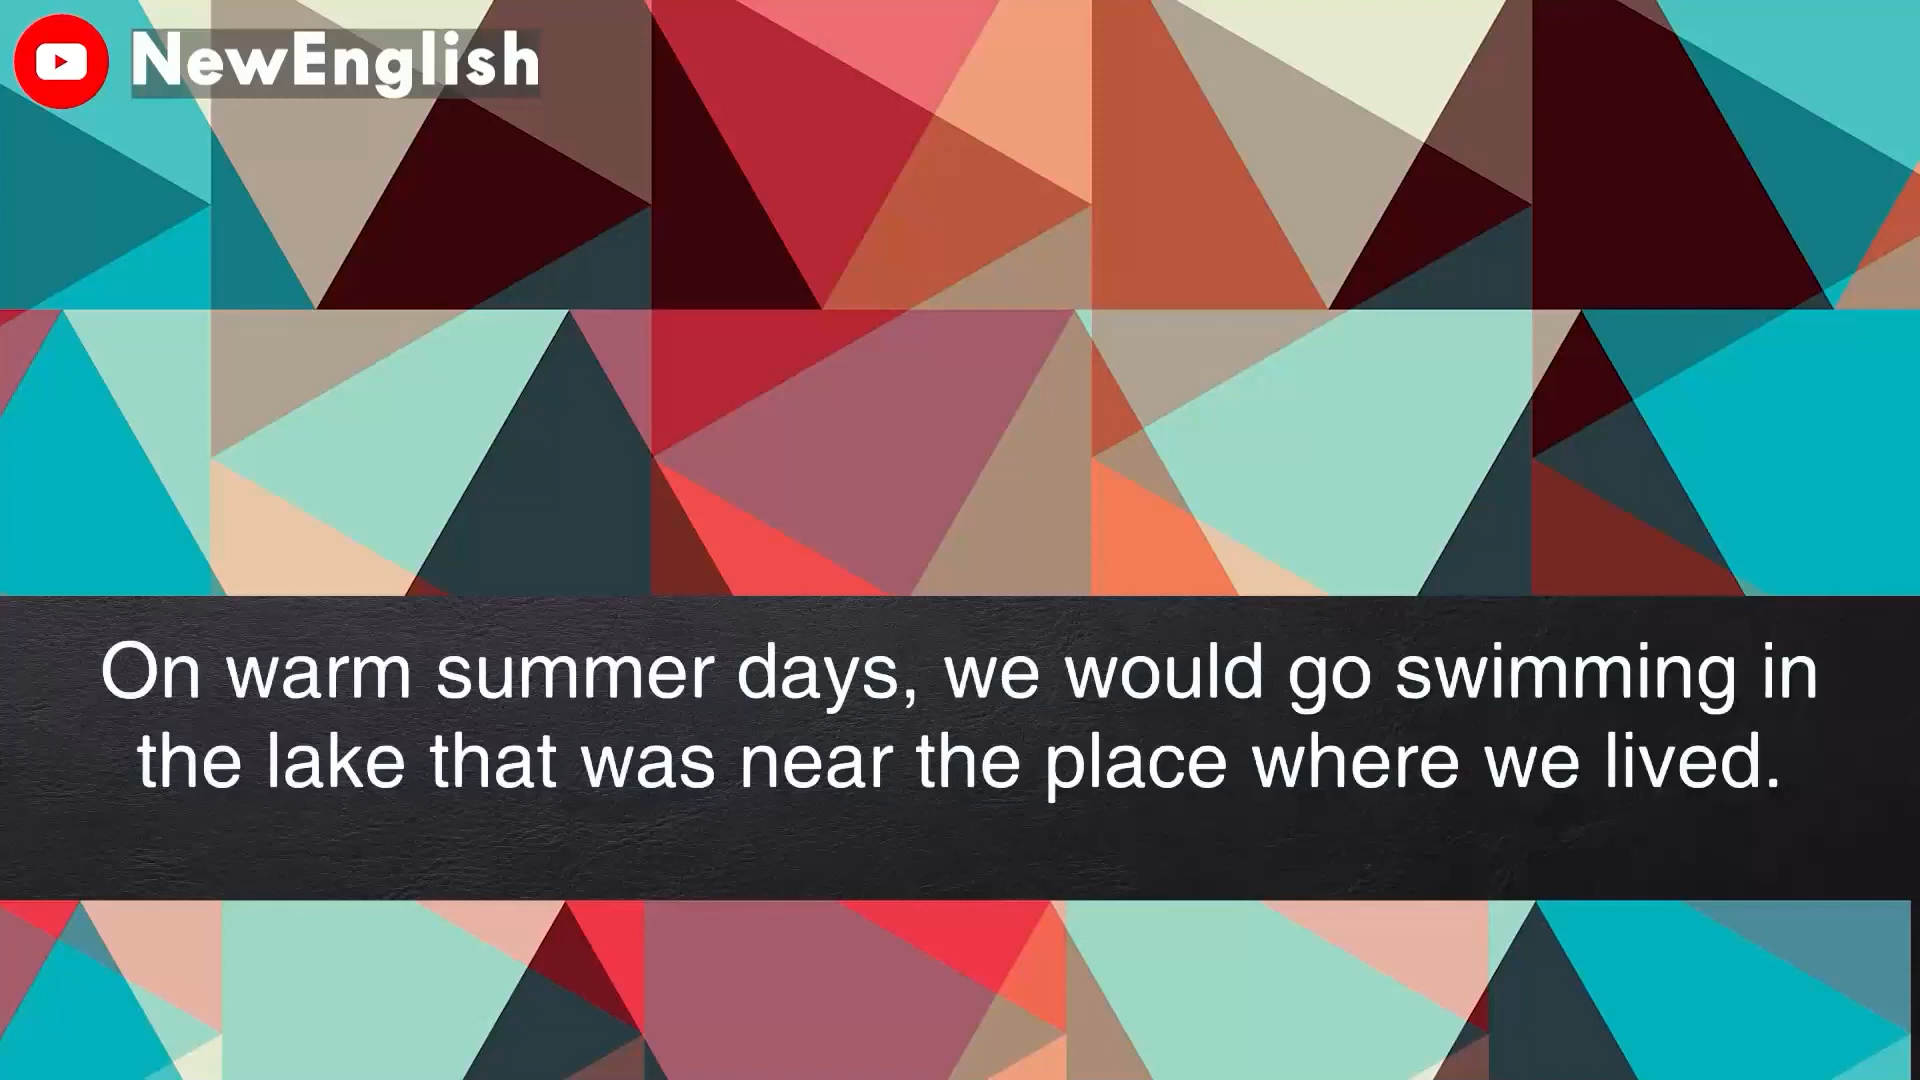 NewEnglish
On warm summer days, we would go swimming in
the lake that was near the place where we lived.